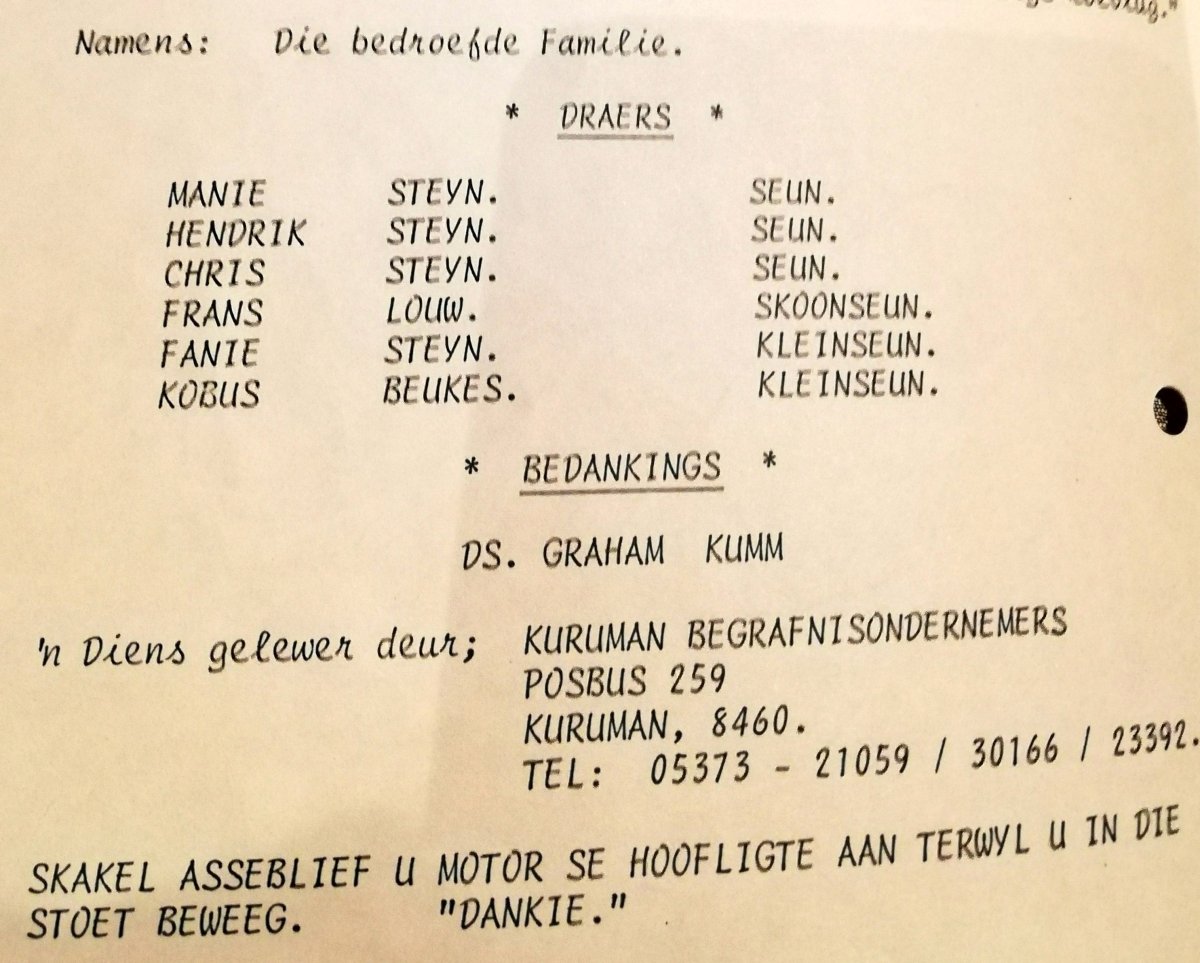 Namens: Die bedroefde Familie.
* DRAERS *
MANIE STEYN. SEUN.
HENDRIK STEYN. SEUN.
CHRIS STEYN. SEUN.
FRANS LOUW. SKOONSEUN.
FANIE STEYN. KLEINSEUN.
KOBUS BEUKES. KLEINSEUN.
* BEDANKINGS *
DS. GRAHAM KUMM
'n Diens gelewer deur; KURUMAN BEGRAFNISONDERNEMERS
POSBUS 259
KURUMAN, 8460.
TEL: 05373 - 21059 / 30166 / 23392.
SKAKEL ASSEBLIEF U MOTOR SE HOOFLIGTE AAN TERWYL U IN DIE
STOET BEWEEG. "DANKIE."